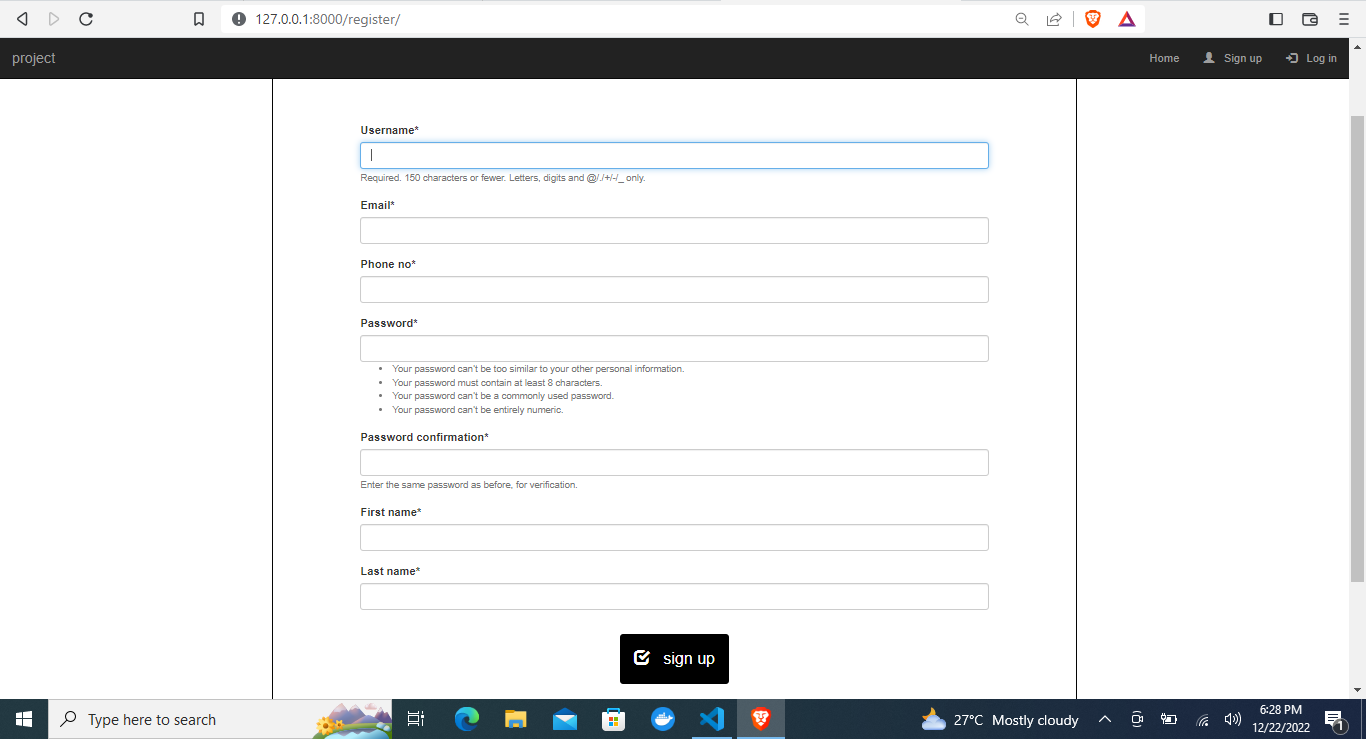 127.0.0.1:8000/register/
project
Home Sign up Log in
Username*
Required. 150 characters or fewer. Letters, digits and @/./+/-/_ only.
Email*
Phone no*
Password*
• Your password can't be too similar to your other personal information.
• Your password must contain at least 8 characters.
• Your password can't be a commonly used password.
• Your password can't be entirely numeric.
Password confirmation*
Enter the same password as before, for verification.
First name*
Last name*
sign up
Type here to search
27°C Mostly cloudy
6:28 PM
12/22/2022
1